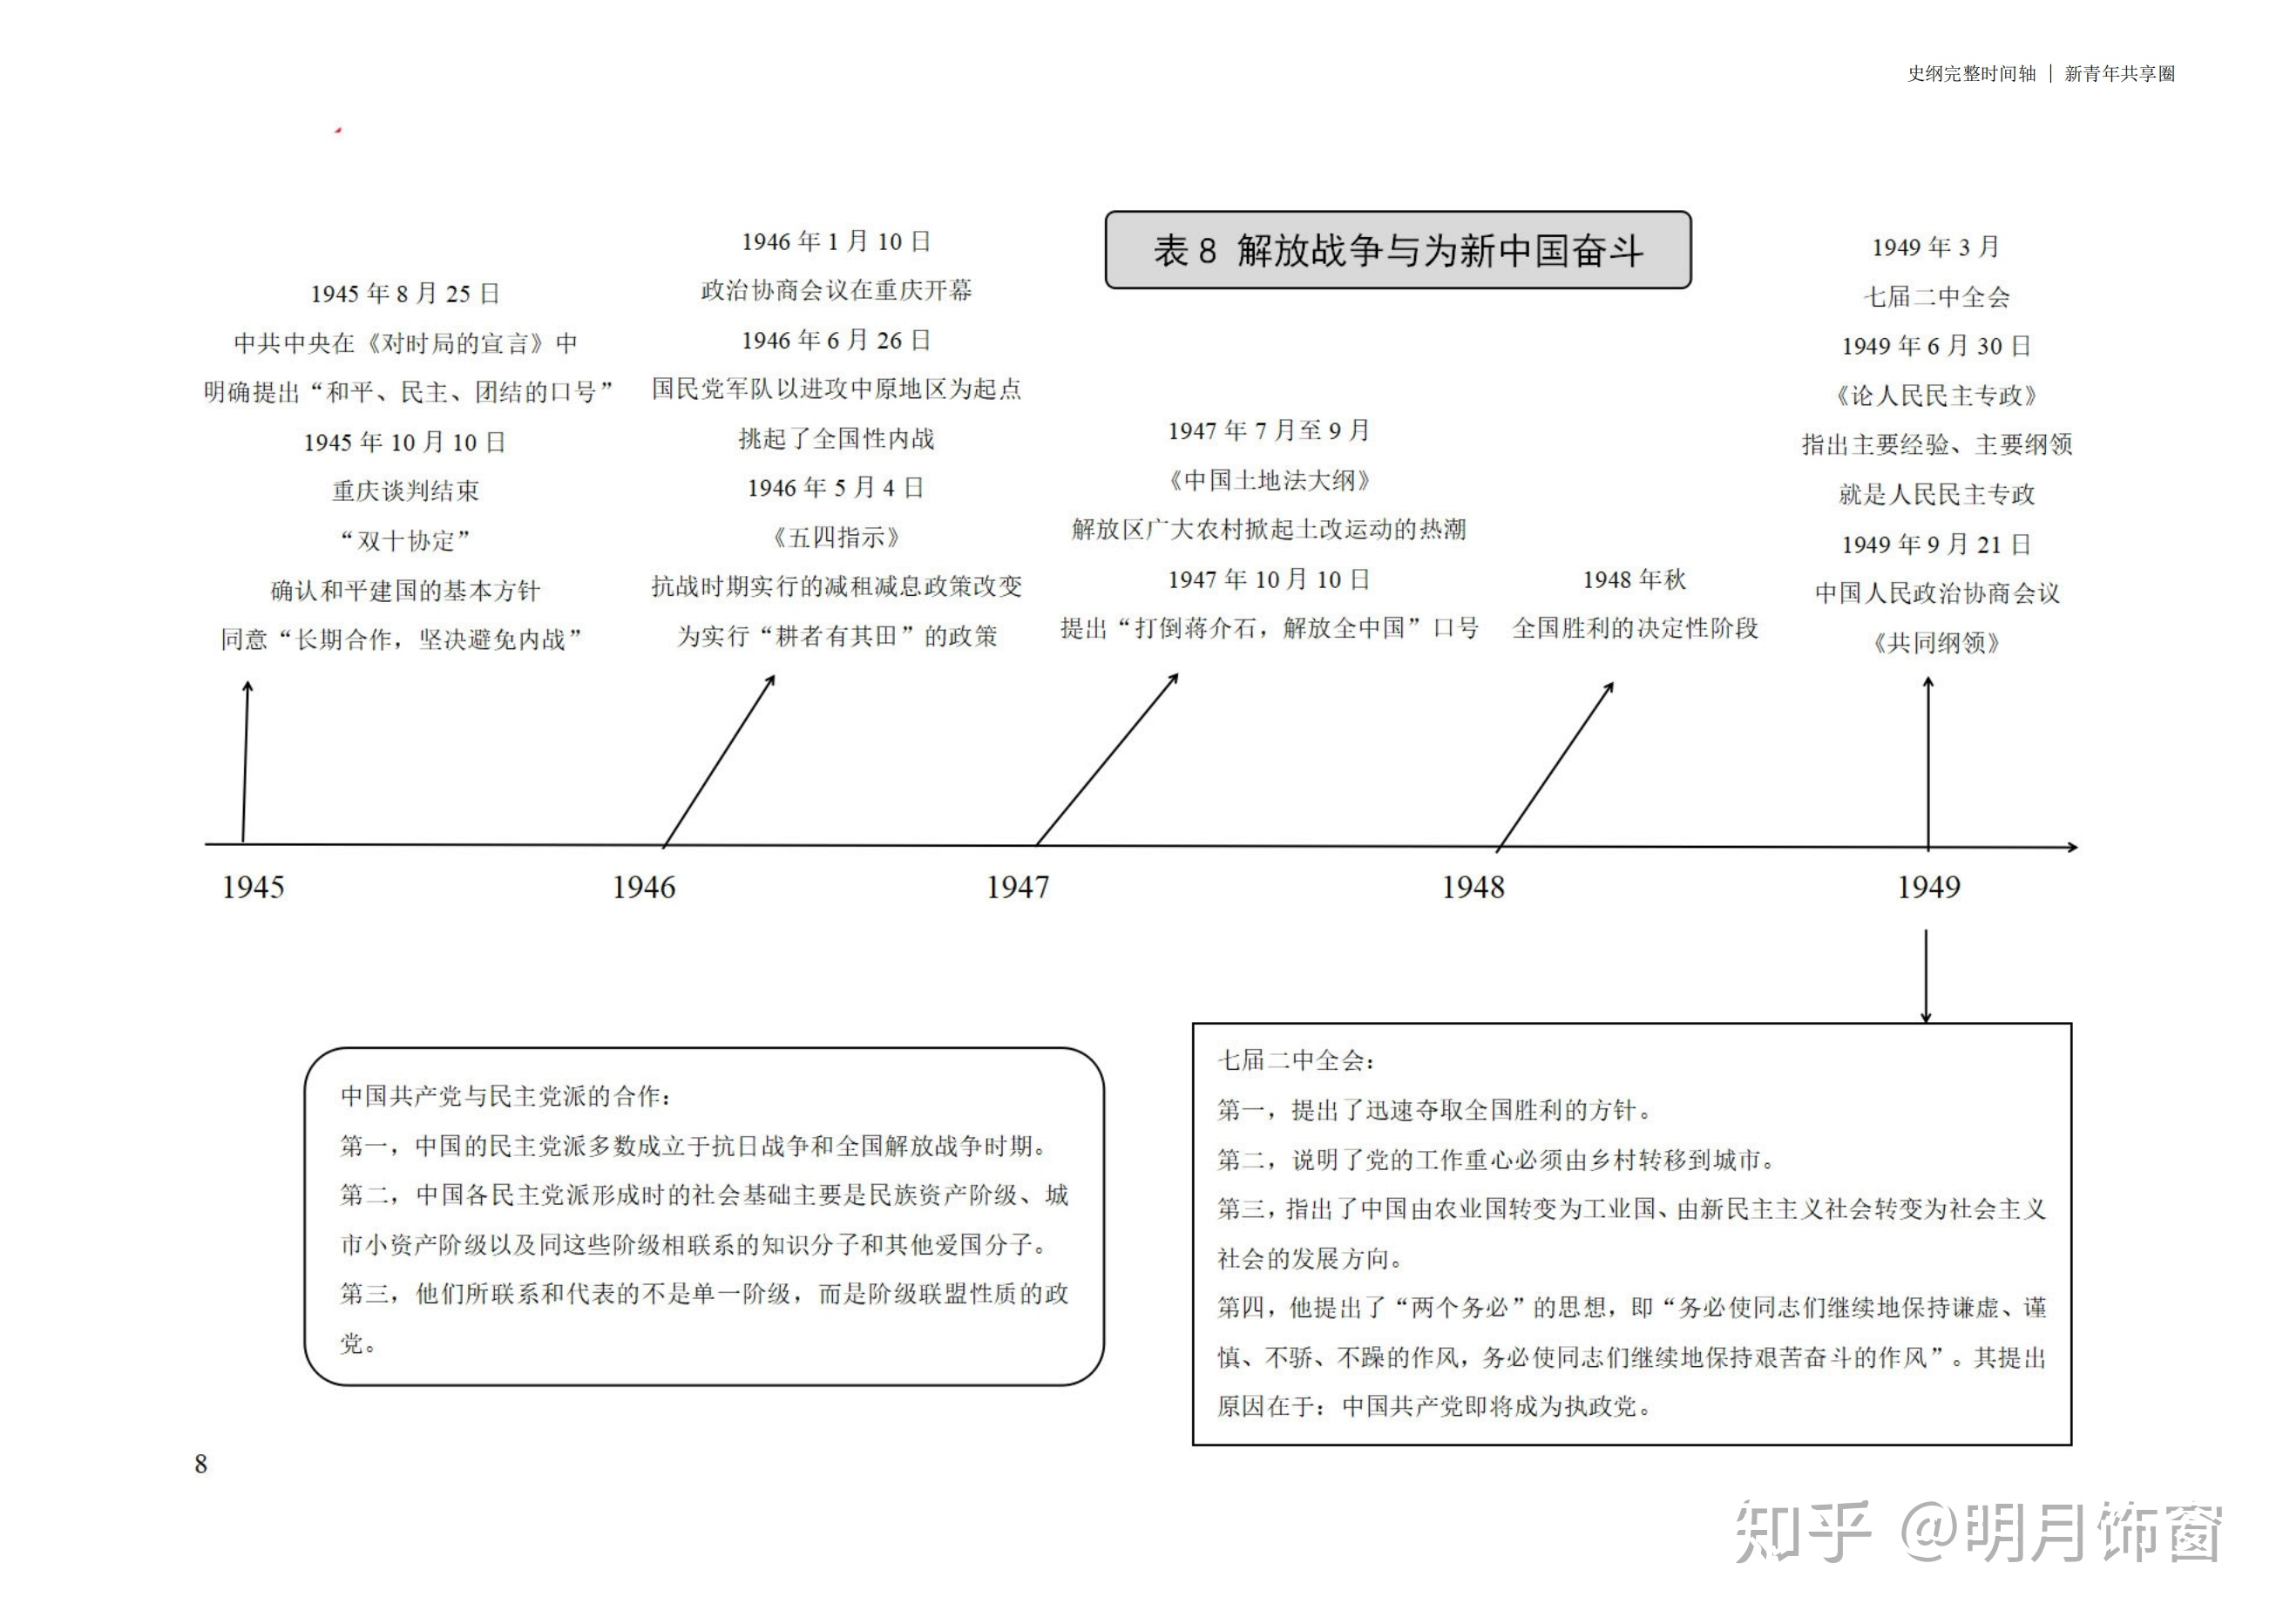 史纲完整时间轴 | 新青年共享圈
表 8 解放战争与为新中国奋斗
1945 年 8 月 25 日
中共中央在《对时局的宣言》中
明确提出“和平、民主、团结的口号”
1945 年 10 月 10 日
重庆谈判结束
“双十协定”
确认和平建国的基本方针
同意“长期合作，坚决避免内战”
1946 年 1 月 10 日
政治协商会议在重庆开幕
1946 年 6 月 26 日
国民党军队以进攻中原地区为起点
挑起了全国性内战
1946 年 5 月 4 日
《五四指示》
抗战时期实行的减租减息政策改变
为实行“耕者有其田”的政策
1947 年 7 月至 9 月
《中国土地法大纲》
解放区广大农村掀起土改运动的热潮
1947 年 10 月 10 日
提出“打倒蒋介石，解放全中国”口号
1948 年秋
全国胜利的决定性阶段
1949 年 3 月
七届二中全会
1949 年 6 月 30 日
《论人民民主专政》
指出主要经验、主要纲领
就是人民民主专政
1949 年 9 月 21 日
中国人民政治协商会议
《共同纲领》
1945
1946
1947
1948
1949
中国共产党与民主党派的合作：
第一，中国的民主党派多数成立于抗日战争和全国解放战争时期。
第二，中国各民主党派形成时的社会基础主要是民族资产阶级、城
市小资产阶级以及同这些阶级相联系的知识分子和其他爱国分子。
第三，他们所联系和代表的不是单一阶级，而是阶级联盟性质的政
党。
七届二中全会：
第一，提出了迅速夺取全国胜利的方针。
第二，说明了党的工作重心必须由乡村转移到城市。
第三，指出了中国由农业国转变为工业国、由新民主主义社会转变为社会主义
社会的发展方向。
第四，他提出了“两个务必”的思想，即“务必使同志们继续地保持谦虚、谨
慎、不骄、不躁的作风，务必使同志们继续地保持艰苦奋斗的作风”。其提出
原因在于：中国共产党即将成为执政党。
8
知乎 @明月饰窗